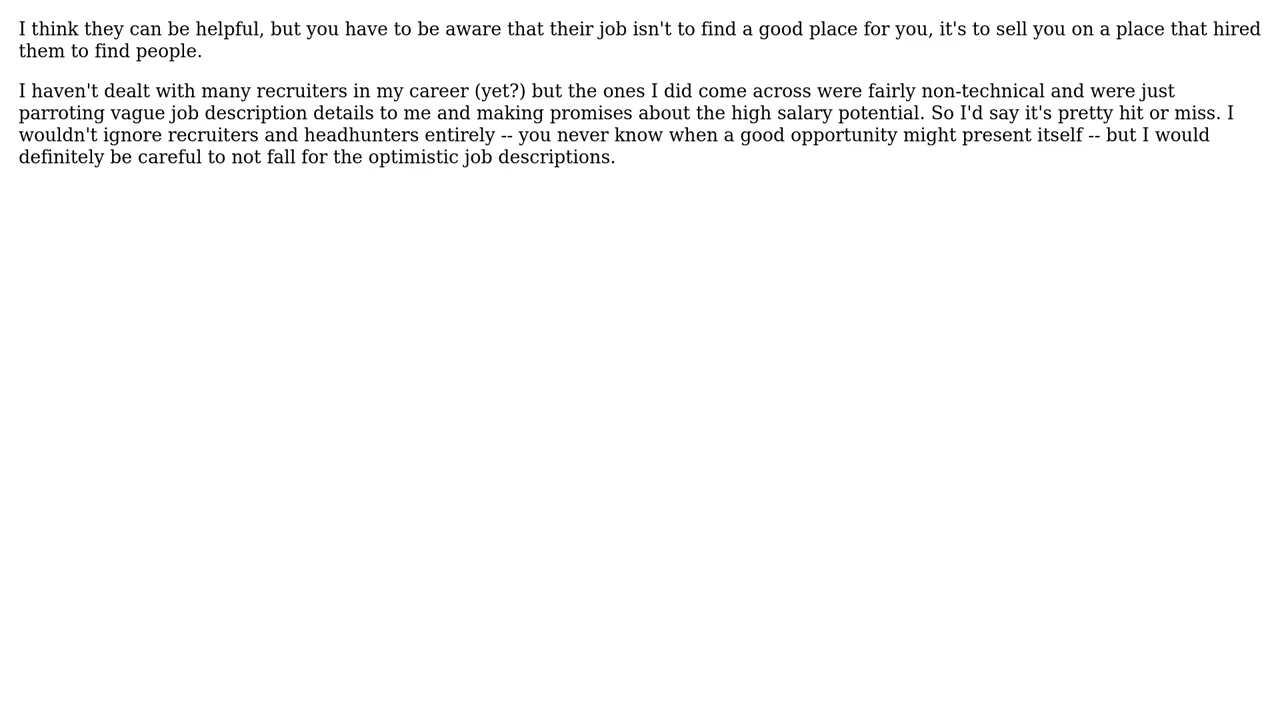 I think they can be helpful, but you have to be aware that their job isn't to find a good place for you, it's to sell you on a place that hired
them to find people.
I haven't dealt with many recruiters in my career (yet?) but the ones I did come across were fairly non-technical and were just
parroting vague job description details to me and making promises about the high salary potential. So I'd say it's pretty hit or miss. I
wouldn't ignore recruiters and headhunters entirely -- you never know when a good opportunity might present itself -- but I would
definitely be careful to not fall for the optimistic job descriptions.